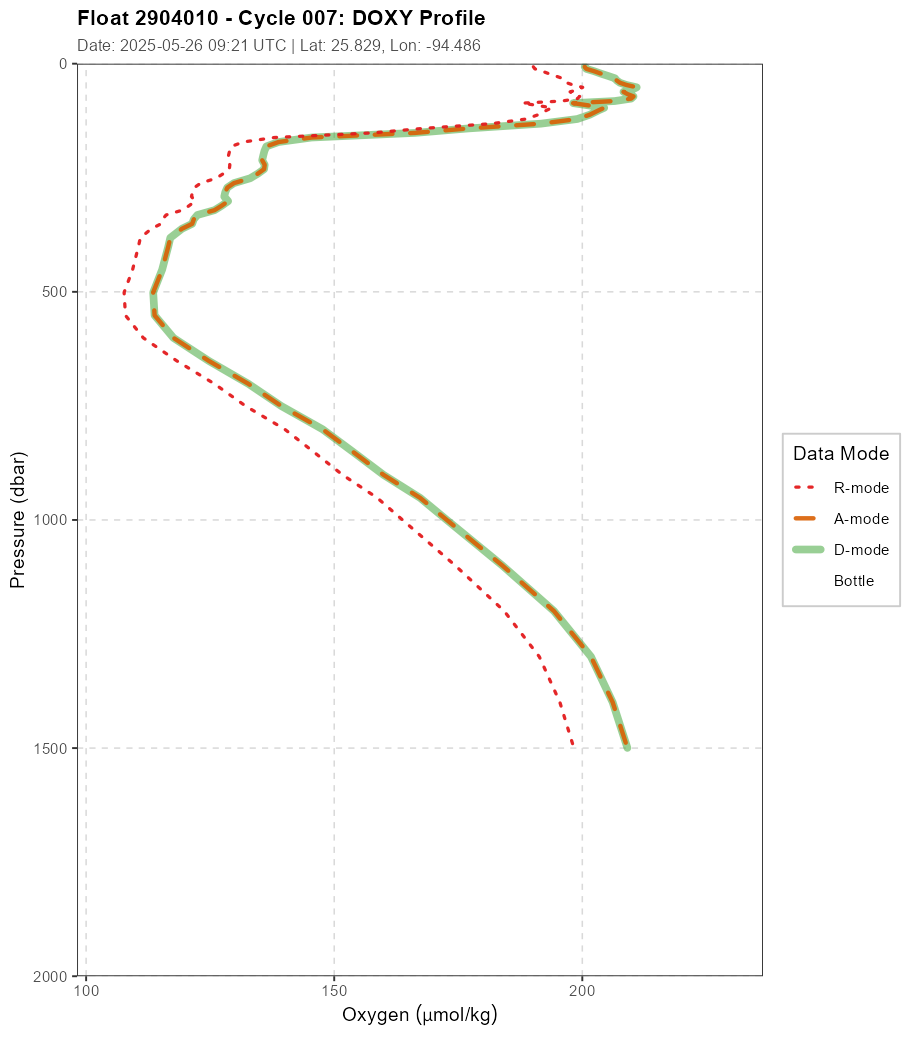 Float 2904010 - Cycle 007: DOXY Profile
Date: 2025-05-26 09:21 UTC | Lat: 25.829, Lon: -94.486
0
500
1000
1500
2000
Pressure (dbar)
100
150
200
Oxygen (μmol/kg)
Data Mode
R-mode
A-mode
D-mode
Bottle